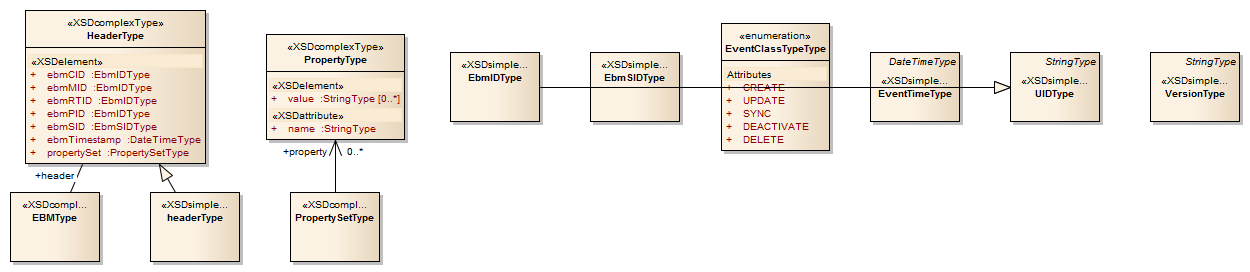 «XSDcomplexType»
HeaderType
«XSDelement»
+ ebmCID :EbmIDType
+ ebmMID :EbmIDType
+ ebmRTID :EbmIDType
+ ebmPID :EbmIDType
+ ebmSID :EbmSIDType
+ ebmTimestamp :DateTimeType
+ propertySet :PropertySetType
+header
«XSDcompl...
EBMType
«XSDsimple...
headerType
«XSDcomplexType»
PropertyType
«XSDelement»
+ value :StringType [0..*]
«XSDattribute»
+ name :StringType
+property 0..*
«XSDcompl...
PropertySetType
«XSDsimple...
EbmIDType
«XSDsimple...
EbmSIDType
«enumeration»
EventClassTypeType
Attributes
+ CREATE
+ UPDATE
+ SYNC
+ DEACTIVATE
+ DELETE
DateTimeType
«XSDsimple...
EventTimeType
StringType
«XSDsimple...
UIDType
StringType
«XSDsimple...
VersionType